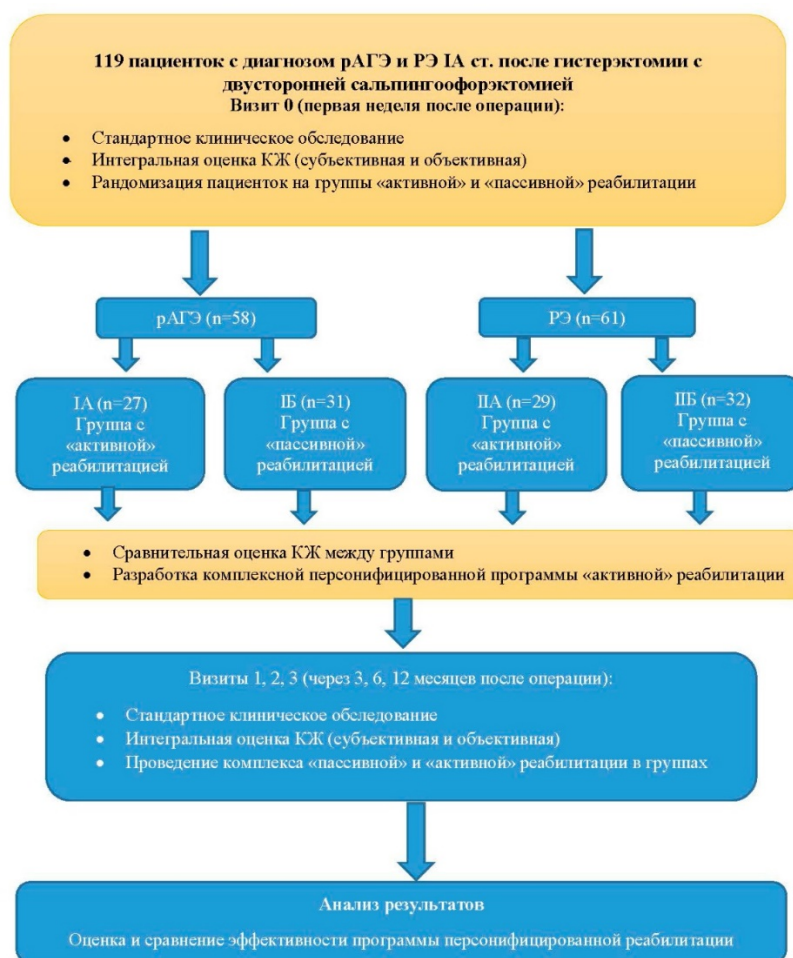 119 пациенток с диагнозом рАГЭ и РЭ IA ст. после гистерэктомии с
двусторонней сальпингоофорэктомией
Визит 0 (первая неделя после операции):
• Стандартное клиническое обследование
• Интегральная оценка КЖ (субъективная и объективная)
• Рандомизация пациенток на группы «активной» и «пассивной» реабилитации
рАГЭ (n=58)
РЭ (n=61)
IА (n=27)
Группа с
«активной»
реабилитацией
IБ (n=31)
Группа с
«пассивной»
реабилитацией
IIА (n=29)
Группа с
«активной»
реабилитацией
IIБ (n=32)
Группа с
«пассивной»
реабилитацией
• Сравнительная оценка КЖ между группами
• Разработка комплексной персонифицированной программы «активной» реабилитации
Визиты 1, 2, 3 (через 3, 6, 12 месяцев после операции):
• Стандартное клиническое обследование
• Интегральная оценка КЖ (субъективная и объективная)
• Проведение комплекса «пассивной» и «активной» реабилитации в группах
Анализ результатов
Оценка и сравнение эффективности программы персонифицированной реабилитации